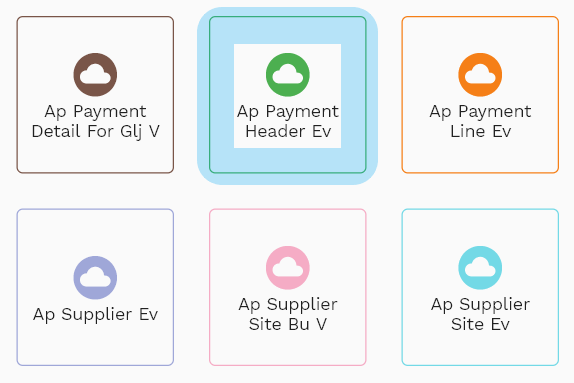 Ap Payment
Detail For Glj V
Ap Payment
Header Ev
Ap Payment
Line Ev
Ap Supplier Ev
Ap Supplier
Site Bu V
Ap Supplier
Site Ev